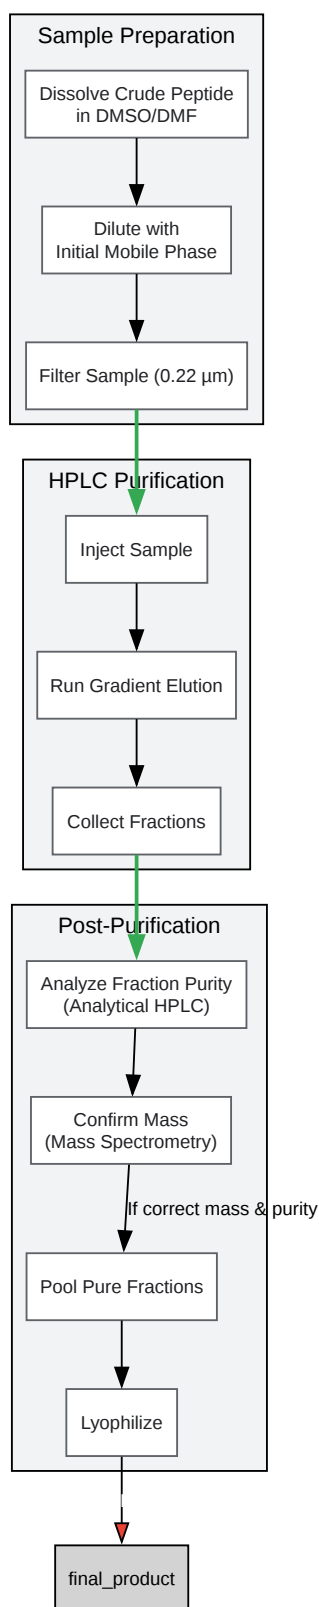 Sample Preparation
Dissolve Crude Peptide
in DMSO/DMF
Dilute with
Initial Mobile Phase
Filter Sample (0.22 µm)
HPLC Purification
Inject Sample
Run Gradient Elution
Collect Fractions
Post-Purification
Analyze Fraction Purity
(Analytical HPLC)
Confirm Mass
(Mass Spectrometry)
If correct mass & purity
Pool Pure Fractions
Lyophilize
final_product